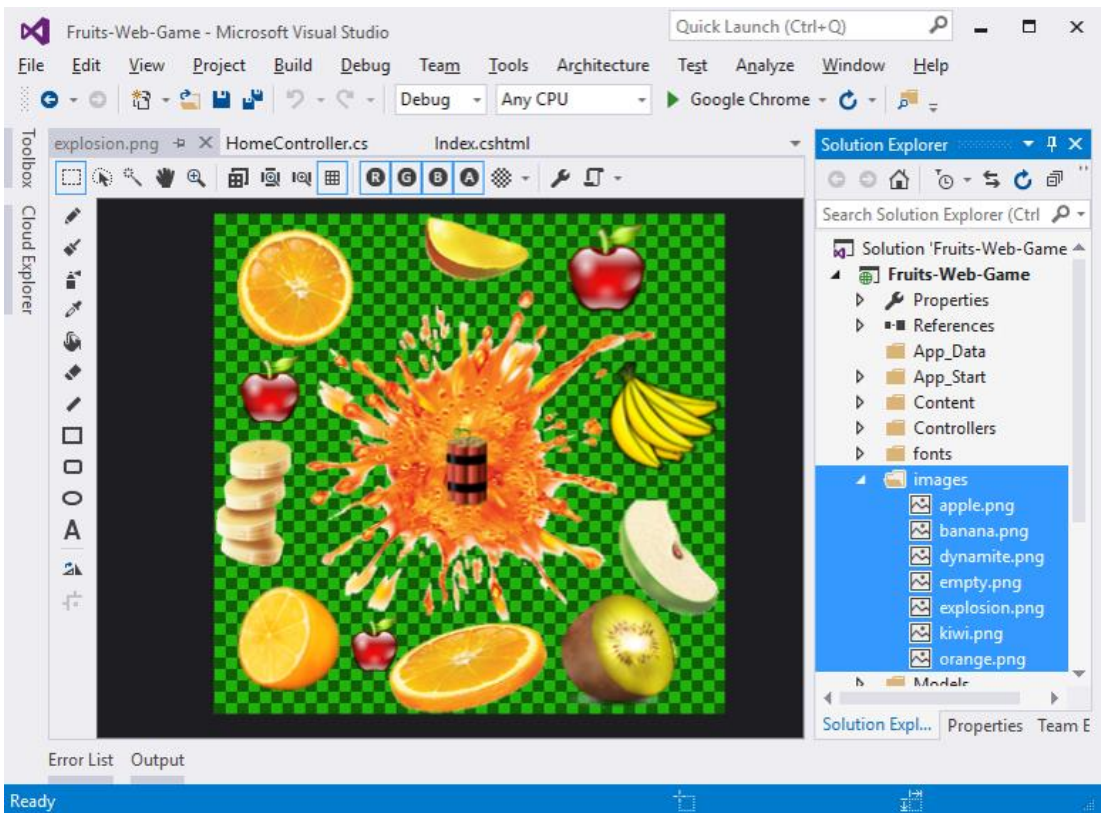 Fruits-Web-Game - Microsoft Visual Studio
Quick Launch (Ctrl+Q)
File Edit View Project Build Debug Team Tools Architecture Test Analyze Window Help
Debug Any CPU Google Chrome
Toolbox
Cloud Explorer
explosion.png HomeController.cs Index.cshtml
R G B A
A
Solution Explorer
Search Solution Explorer (Ctrl
Solution 'Fruits-Web-Game
Fruits-Web-Game
Properties
References
App_Data
App_Start
Content
Controllers
fonts
images
apple.png
banana.png
dynamite.png
empty.png
explosion.png
kiwi.png
orange.png
Models
Solution Expl... Properties Team E
Error List Output
Ready